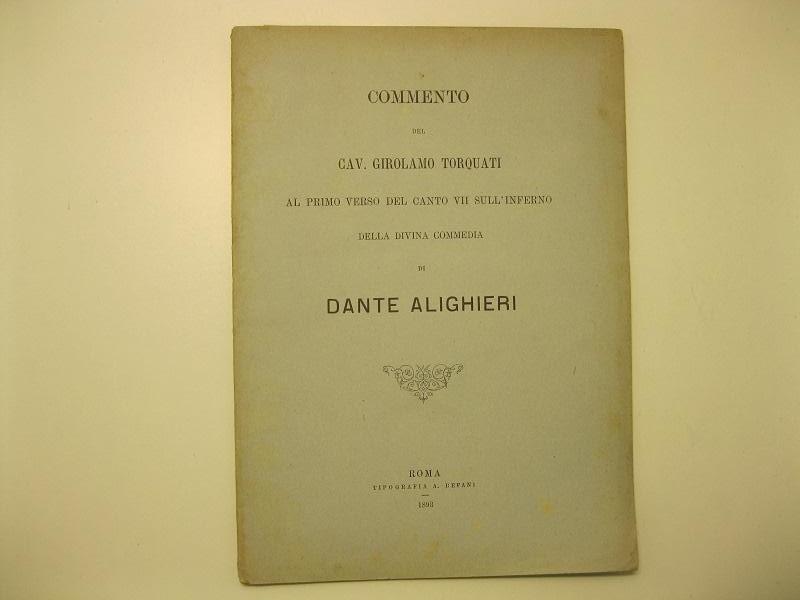 COMMENTO
DEL
CAV. GIROLAMO TORQUATI
AL PRIMO VERSO DEL CANTO VII SULL'INFERNO
DELLA DIVINA COMMEDIA
DI
DANTE ALIGHIERI
ROMA
TIPOGRAFIA A. BEFANI
1893